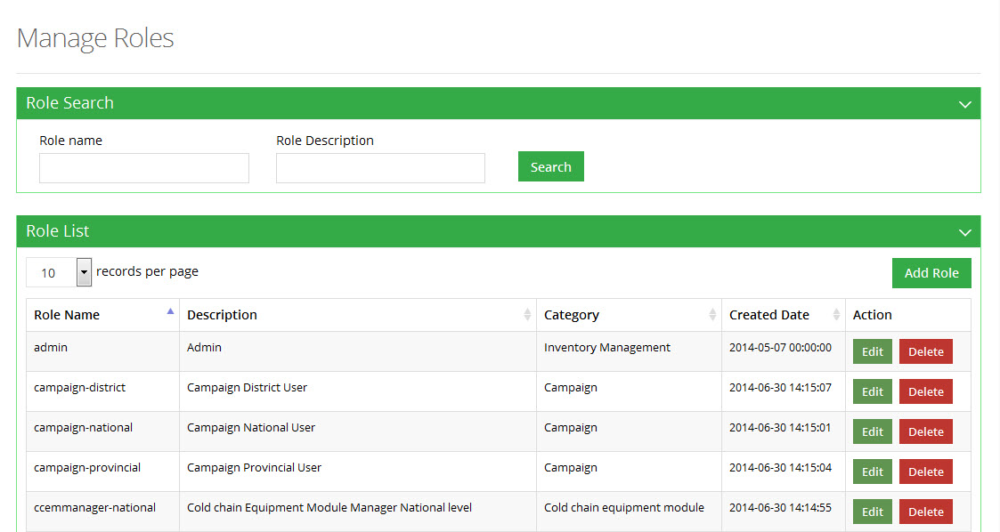 Manage Roles
Role Search
Role name Role Description
Search
Role List
10 records per page Add Role
Role Name Description Category Created Date Action
admin Admin Inventory Management 2014-05-07 00:00:00 Edit Delete
campaign-district Campaign District User Campaign 2014-06-30 14:15:07 Edit Delete
campaign-national Campaign National User Campaign 2014-06-30 14:15:01 Edit Delete
campaign-provincial Campaign Provincial User Campaign 2014-06-30 14:15:04 Edit Delete
ccemmanager-national Cold chain Equipment Module Manager National level Cold chain equipment module 2014-06-30 14:14:55 Edit Delete